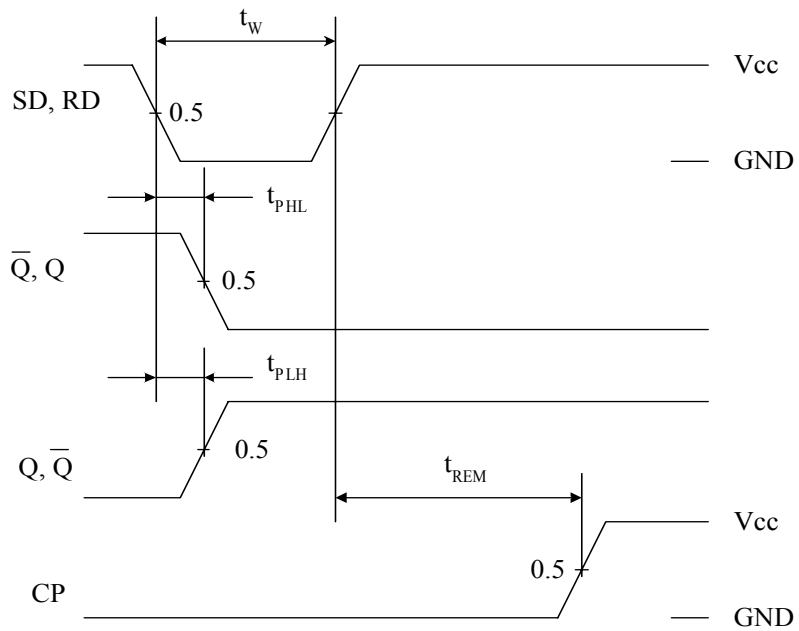 t_W
Vcc
SD, RD
0.5
GND
t_PHL
Q̅, Q
0.5
t_PLH
0.5
Q, Q̅
t_REM
Vcc
0.5
CP
GND